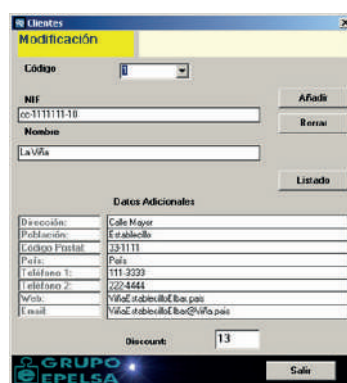 Clientes
Modificación
Código 1
NIF
cc-1111111-18
Nombre
La Viña
Añadir
Borrar
Listado
Datos Adicionales
Dirección: Calle Mayor
Población: Establecillo
Código Postal: 33-1111
País: País
Teléfono 1: 111-3333
Teléfono 2: 222-4444
Web: ViñaEstablecilloElbar.pais
Email: ViñaEstablecilloElbar@Viña.pais
Discount: 13
GRUPO
EPELSA
Salir